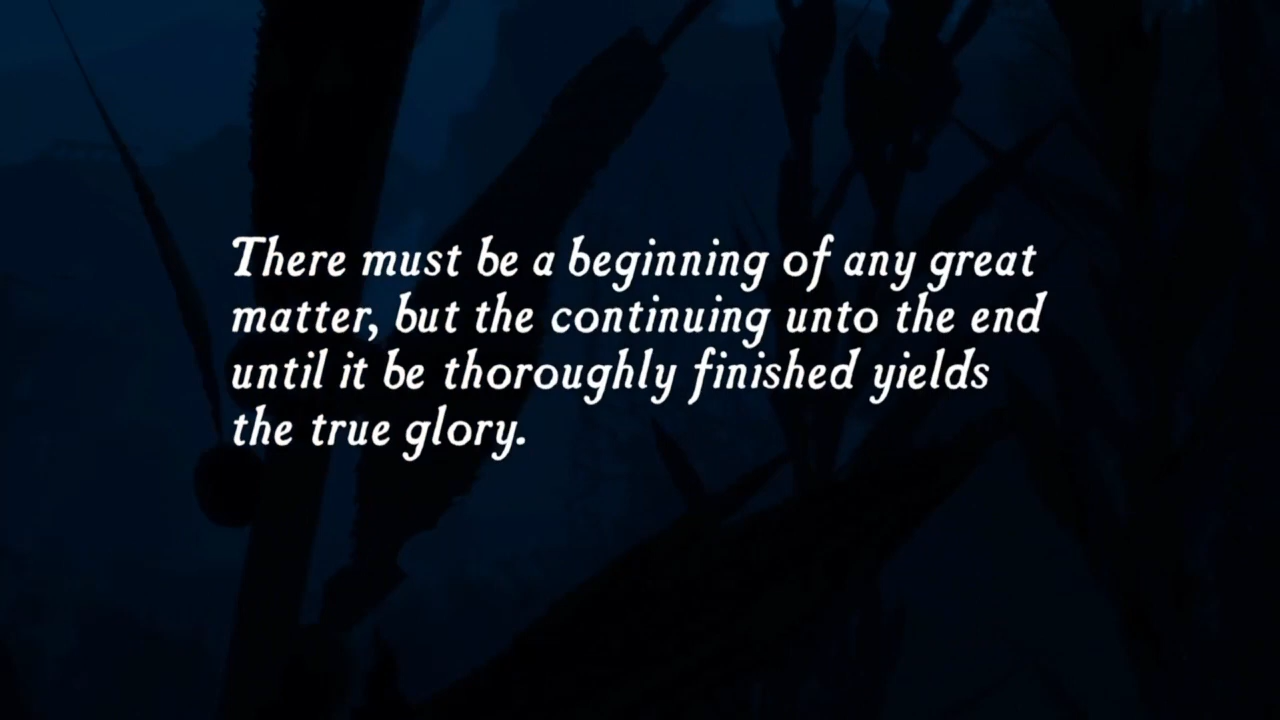 There must be a beginning of any great
matter, but the continuing unto the end
until it be thoroughly finished yields
the true glory.